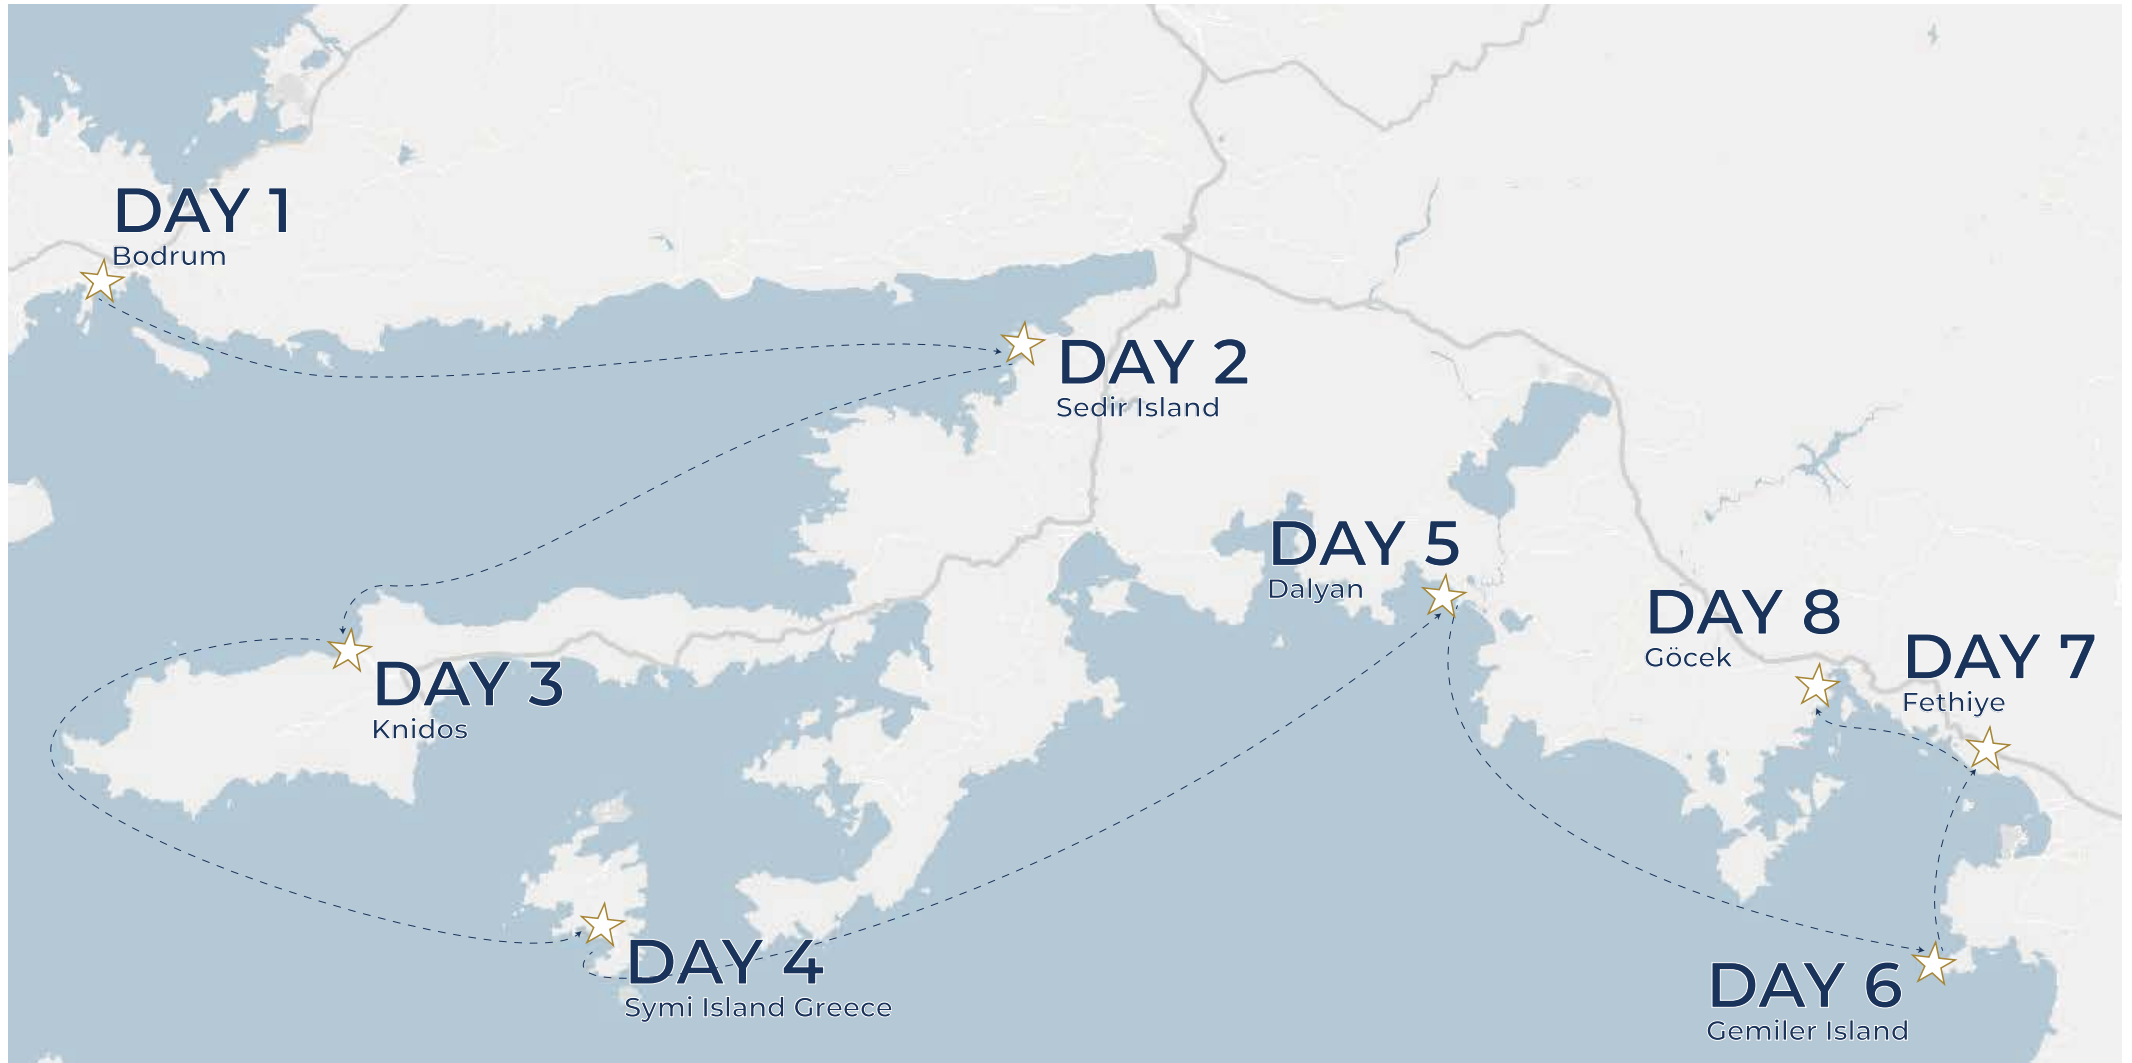 DAY 1
Bodrum
DAY 2
Sedir Island
DAY 3
Knidos
DAY 4
Symi Island Greece
DAY 5
Dalyan
DAY 6
Gemiler Island
DAY 7
Fethiye
DAY 8
Göcek